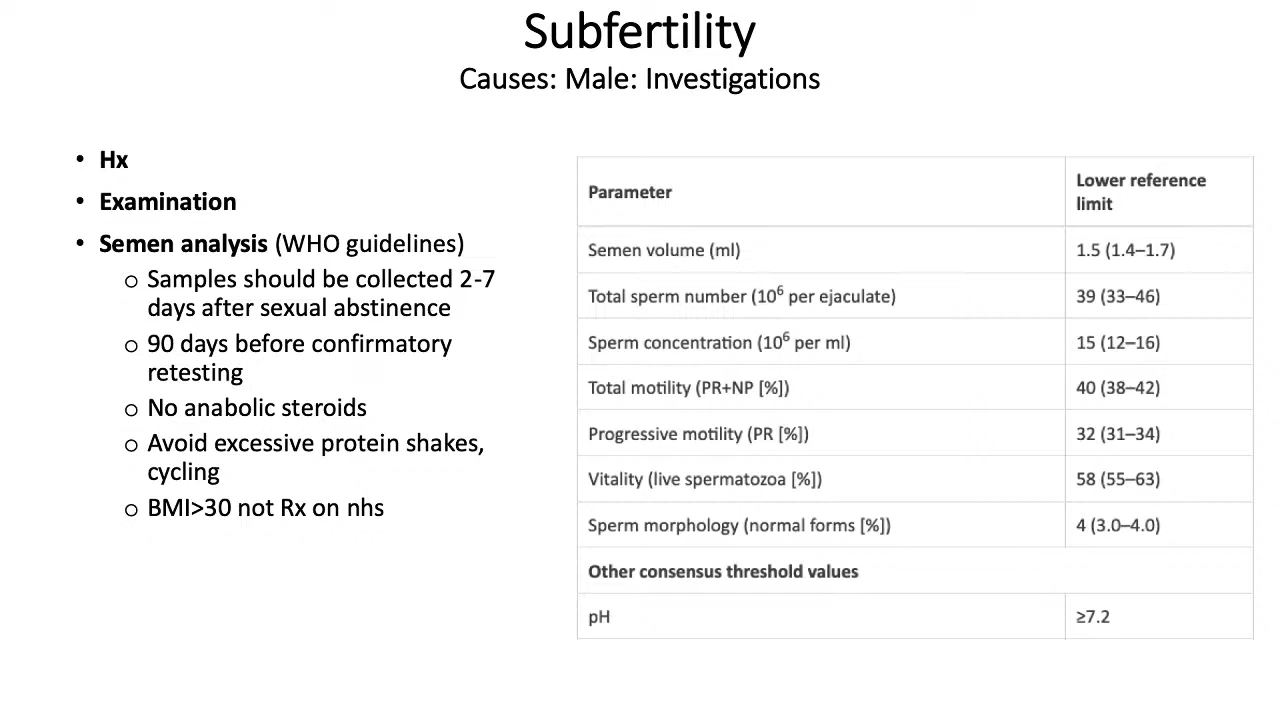 Subfertility
Causes: Male: Investigations
• Hx
• Examination
• Semen analysis (WHO guidelines)
o Samples should be collected 2-7
days after sexual abstinence
o 90 days before confirmatory
retesting
o No anabolic steroids
o Avoid excessive protein shakes,
cycling
o BMI>30 not Rx on nhs
Parameter
Lower reference
limit
Semen volume (ml) 1.5 (1.4–1.7)
Total sperm number (10⁶ per ejaculate) 39 (33–46)
Sperm concentration (10⁶ per ml) 15 (12–16)
Total motility (PR+NP [%]) 40 (38–42)
Progressive motility (PR [%]) 32 (31–34)
Vitality (live spermatozoa [%]) 58 (55–63)
Sperm morphology (normal forms [%]) 4 (3.0–4.0)
Other consensus threshold values
pH ≥7.2